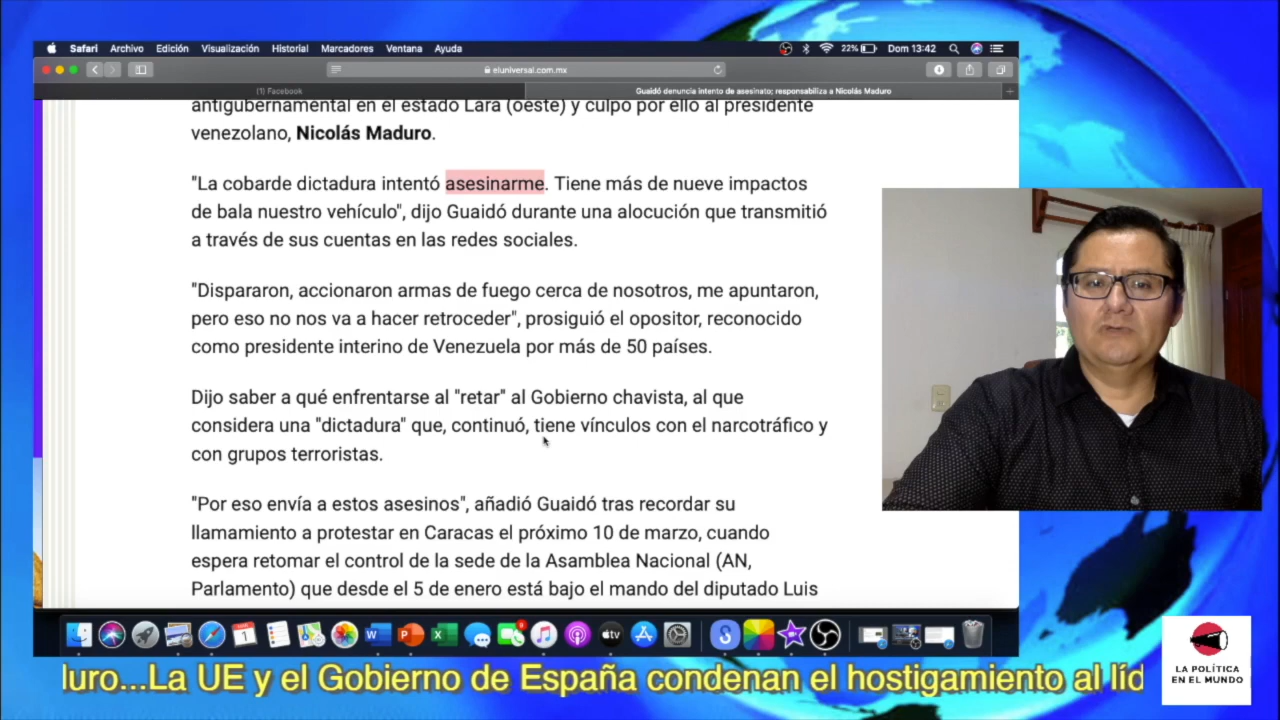 Safari Archivo Edición Visualización Historial Marcadores Ventana Ayuda
22% Dom 13:42
eluniversal.com.mx
(1) Facebook
Guaidó denuncia intento de asesinato; responsabiliza a Nicolás Maduro
antigubernamental en el estado Lara (oeste) y culpó por ello al presidente
venezolano, Nicolás Maduro.
"La cobarde dictadura intentó asesinarme. Tiene más de nueve impactos
de bala nuestro vehículo", dijo Guaidó durante una alocución que transmitió
a través de sus cuentas en las redes sociales.
"Dispararon, accionaron armas de fuego cerca de nosotros, me apuntaron,
pero eso no nos va a hacer retroceder", prosiguió el opositor, reconocido
como presidente interino de Venezuela por más de 50 países.
Dijo saber a qué enfrentarse al "retar" al Gobierno chavista, al que
considera una "dictadura" que, continuó, tiene vínculos con el narcotráfico y
con grupos terroristas.
"Por eso envía a estos asesinos", añadió Guaidó tras recordar su
llamamiento a protestar en Caracas el próximo 10 de marzo, cuando
espera retomar el control de la sede de la Asamblea Nacional (AN,
Parlamento) que desde el 5 de enero está bajo el mando del diputado Luis
duro...La UE y el Gobierno de España condenan el hostigamiento al líd
LA POLÍTICA
EN EL MUNDO